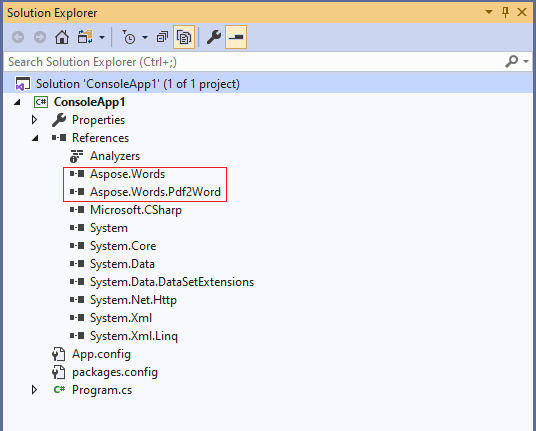 Solution Explorer
Search Solution Explorer (Ctrl+;)
Solution 'ConsoleApp1' (1 of 1 project)
C# ConsoleApp1
Properties
References
Analyzers
Aspose.Words
Aspose.Words.Pdf2Word
Microsoft.CSharp
System
System.Core
System.Data
System.Data.DataSetExtensions
System.Net.Http
System.Xml
System.Xml.Linq
App.config
packages.config
C# Program.cs